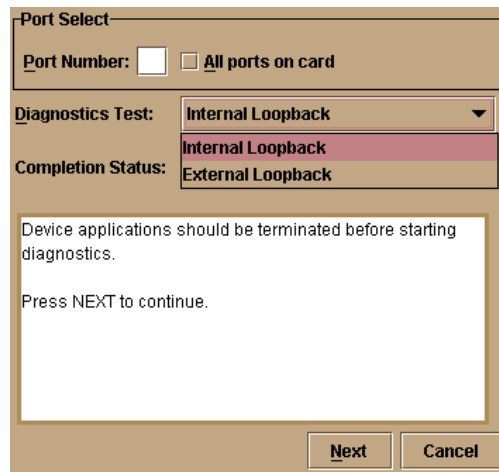 Port Select
Port Number:
All ports on card
Diagnostics Test:
Internal Loopback
Internal Loopback
Completion Status:
External Loopback
Device applications should be terminated before starting
diagnostics.
Press NEXT to continue.
Next
Cancel